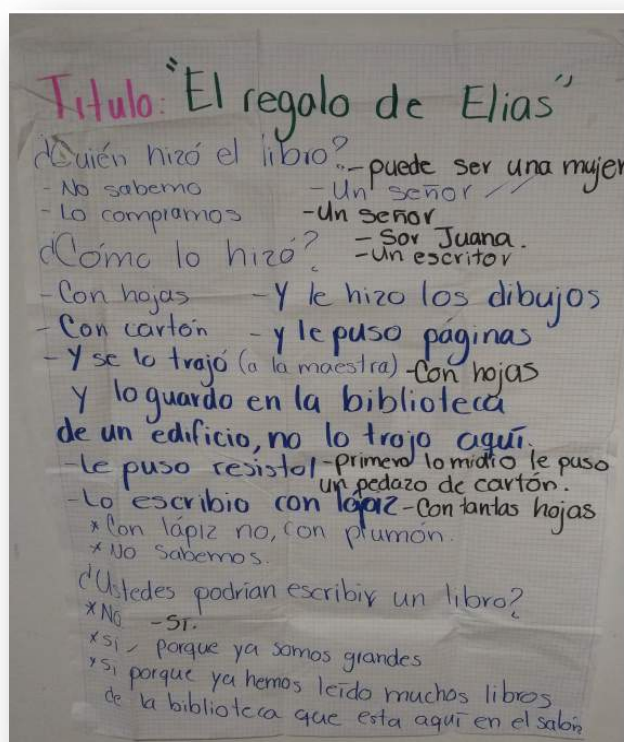 Titulo: "El regalo de Elias"
¿Quién hizó el libro? - puede ser una mujer
- No sabemo - Un señor
- Lo compramos - Un señor
- Sor Juana.
¿Cómo lo hizó? - Un escritor
- Con hojas - Y le hizo los dibujos
- Con cartón - y le puso páginas
- Y se lo trajó (a la maestra) - Con hojas
y lo guardo en la biblioteca
de un edificio, no lo trajo aquí.
- le puso resistol - Primero lo midio le puso
un pedazo de cartón.
- Lo escribio con lápiz - Con tantas hojas
* Con lápiz no, con plumón.
* No sabemos.
¿Ustedes podrían escribir un libro?
* No - SI.
* Si, porque ya somos grandes
* Si porque ya hemos leído muchos libros
de la biblioteca que esta aquí en el salón